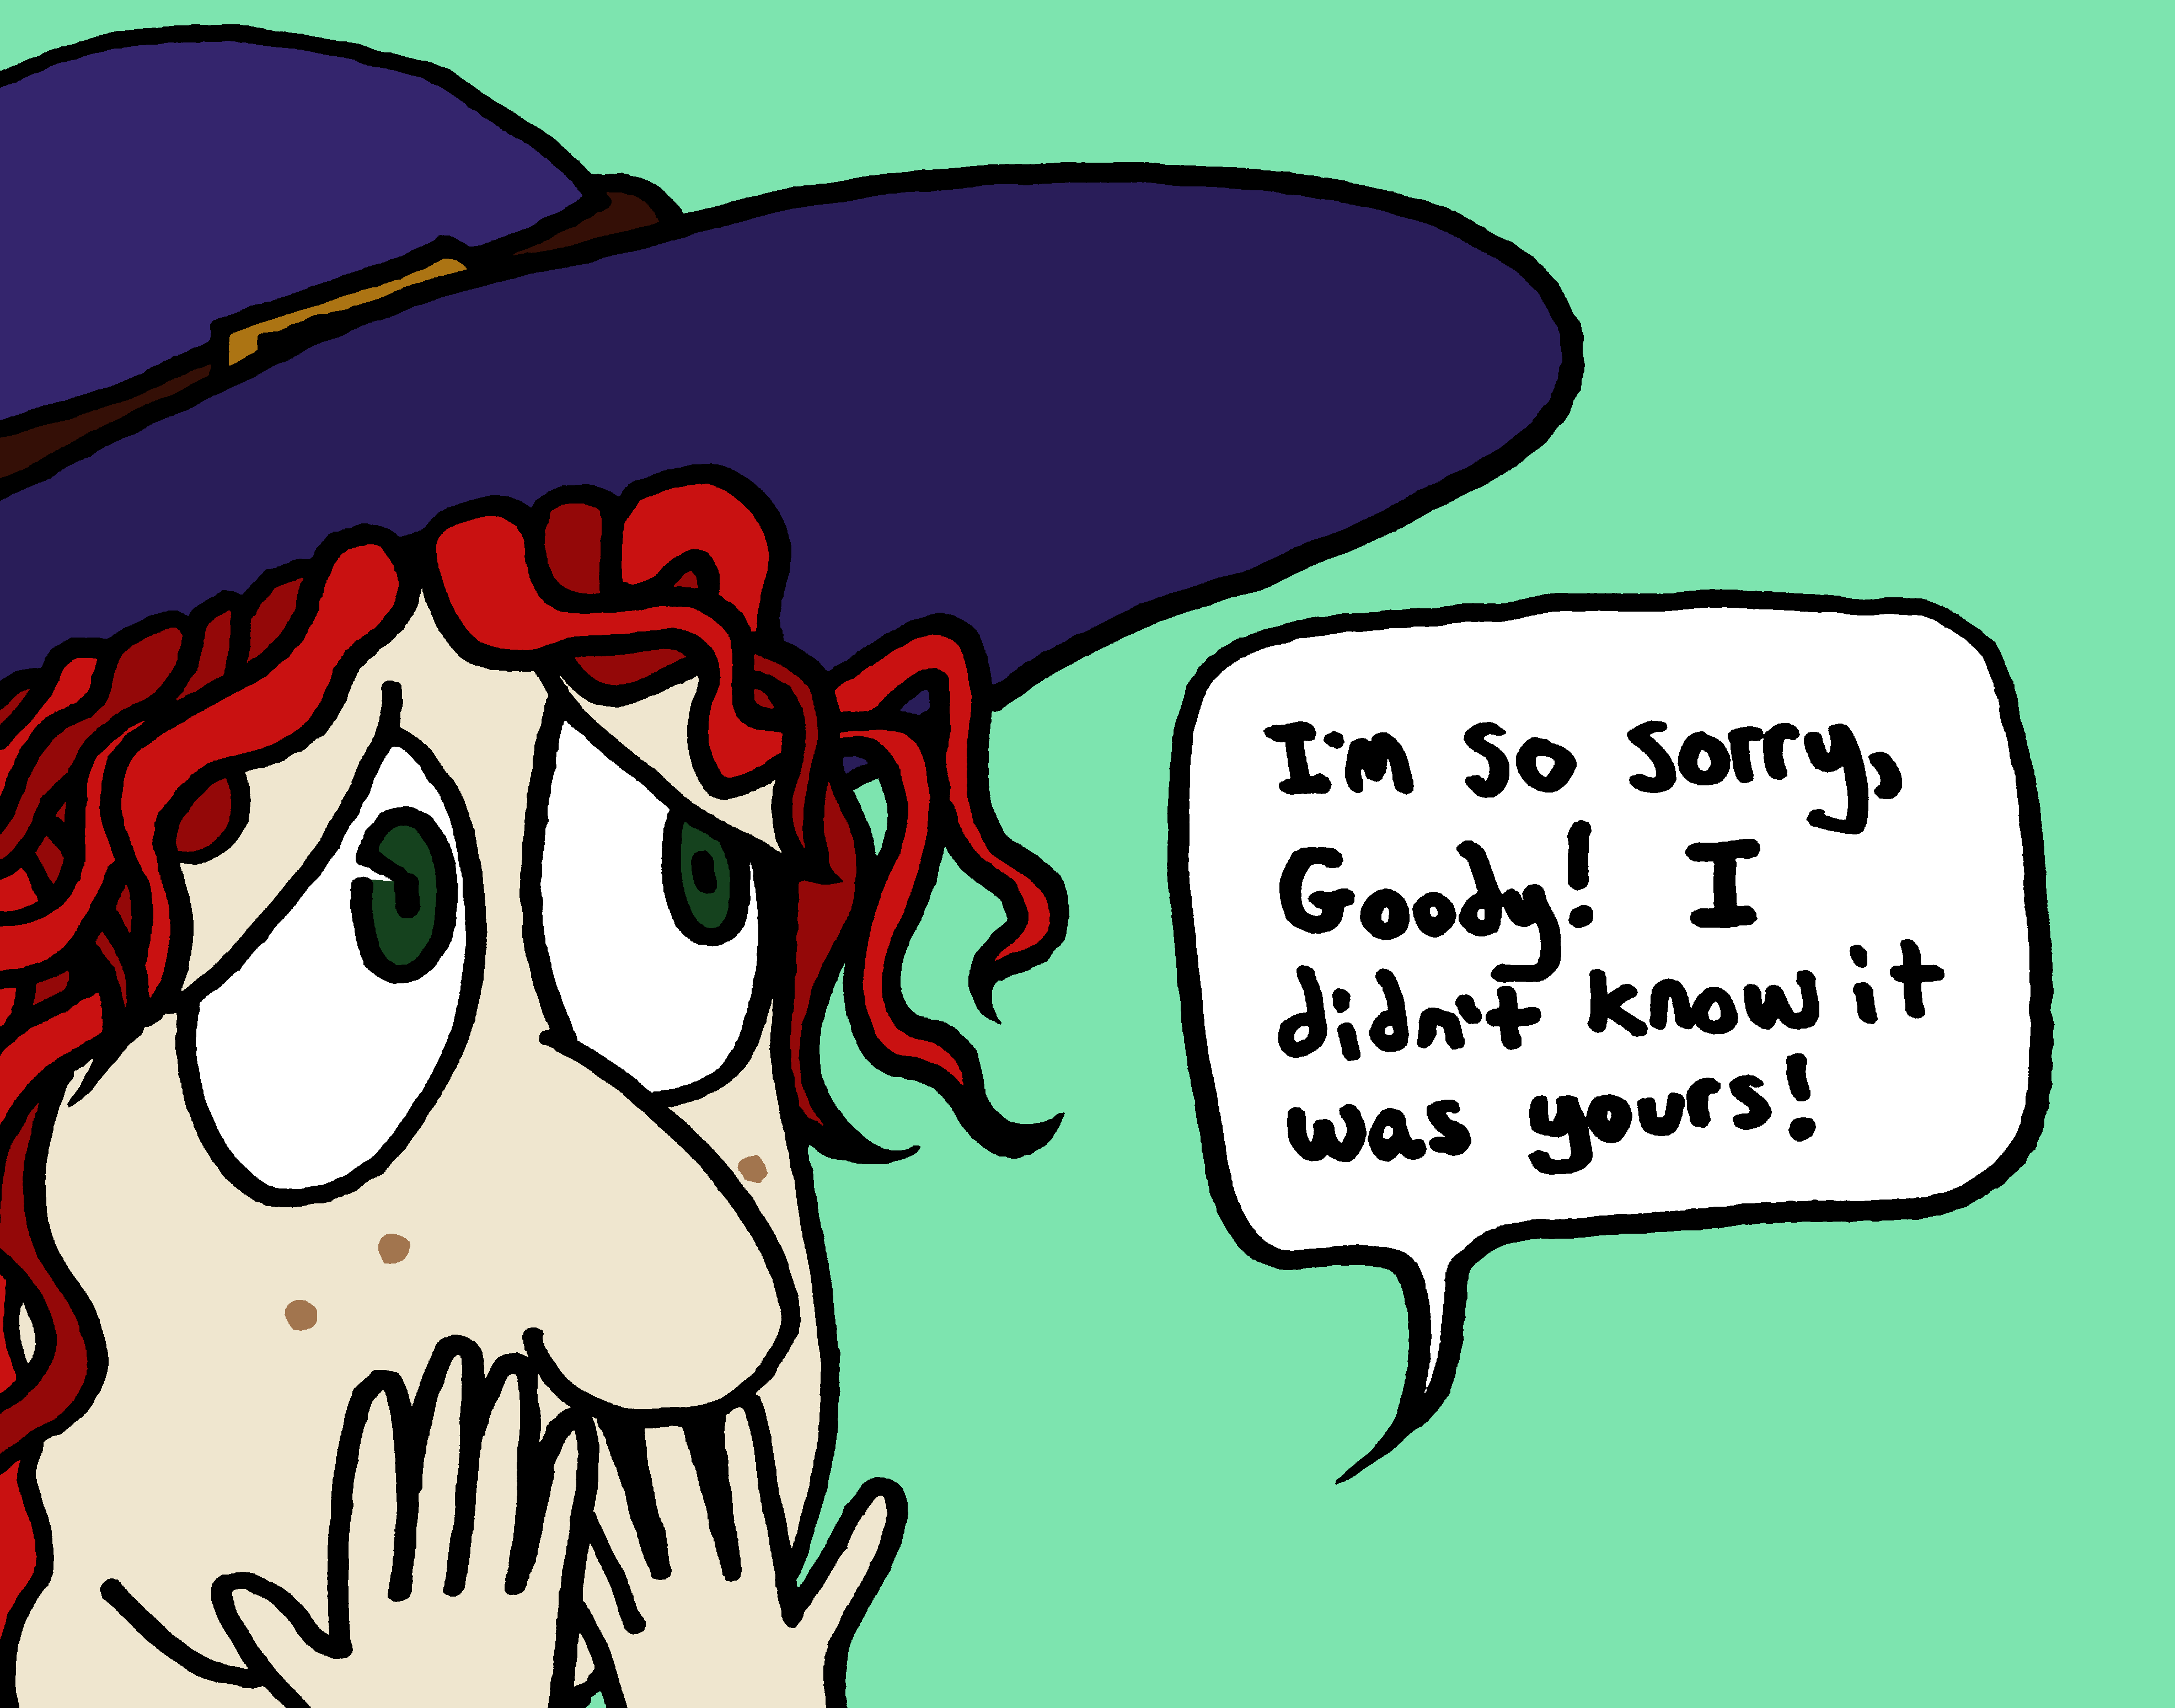 I'm so sorry,
Goody! I
didn't know it
was yours!